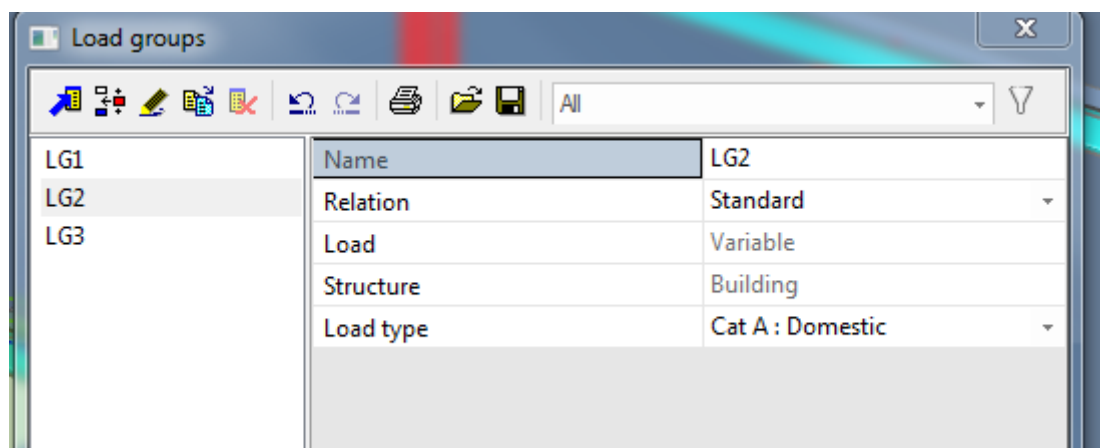 Load groups
All
LG1
LG2
LG3
Name LG2
Relation Standard
Load Variable
Structure Building
Load type Cat A : Domestic